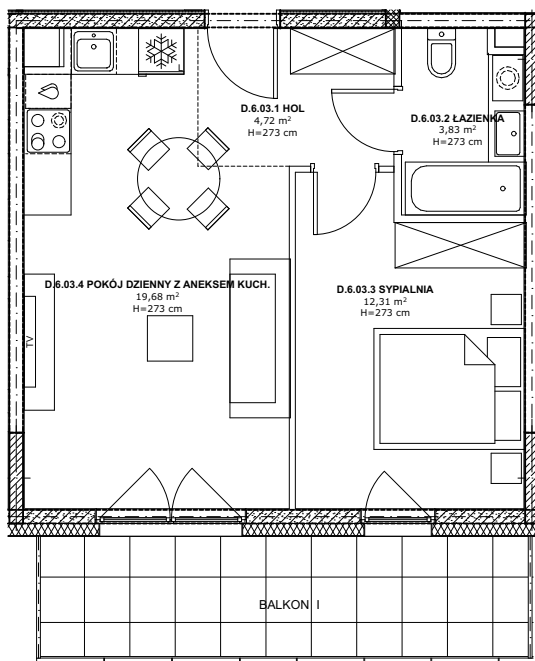 D.6.03.1 HOL
4,72 m²
H=273 cm
D.6.03.2 ŁAZIENKA
3,83 m²
H=273 cm
D.6.03.4 POKÓJ DZIENNY Z ANEKSEM KUCH.
19,68 m²
H=273 cm
D.6.03.3 SYPIALNIA
12,31 m²
H=273 cm
TV
BALKON I